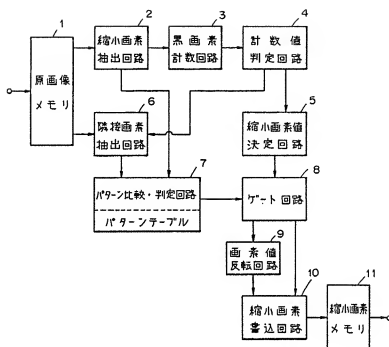 1
原画像
メモリ
2
縮小画素
抽出回路
3
黒画素
計数回路
4
計数値
判定回路
5
縮小画素値
決定回路
6
隣接画素
抽出回路
7
パターン比較・判定回路
パターンテーブル
8
ゲート回路
9
画素値
反転回路
10
縮小画素
書込回路
11
縮小画素
メモリ